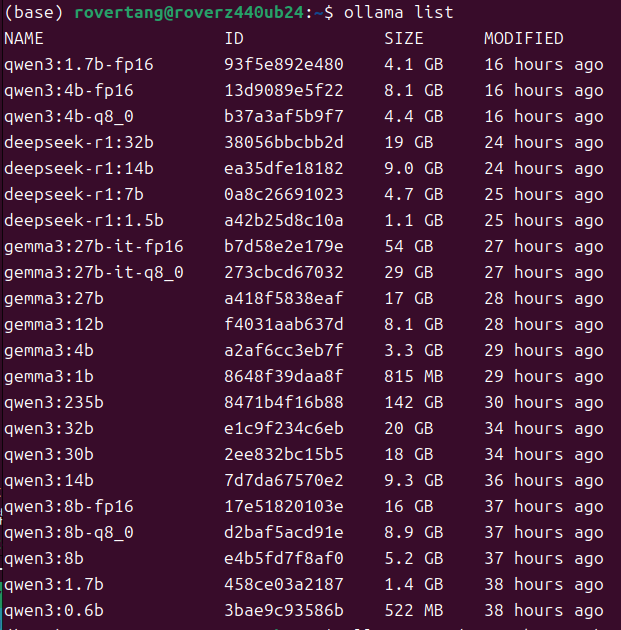 (base) rovertang@roverz440ub24:~$ ollama list
NAME ID SIZE MODIFIED
qwen3:1.7b-fp16 93f5e892e480 4.1 GB 16 hours ago
qwen3:4b-fp16 13d9089e5f22 8.1 GB 16 hours ago
qwen3:4b-q8_0 b37a3af5b9f7 4.4 GB 16 hours ago
deepseek-r1:32b 38056bbcbb2d 19 GB 24 hours ago
deepseek-r1:14b ea35dfe18182 9.0 GB 24 hours ago
deepseek-r1:7b 0a8c26691023 4.7 GB 25 hours ago
deepseek-r1:1.5b a42b25d8c10a 1.1 GB 25 hours ago
gemma3:27b-it-fp16 b7d58e2e179e 54 GB 27 hours ago
gemma3:27b-it-q8_0 273cbcd67032 29 GB 27 hours ago
gemma3:27b a418f5838eaf 17 GB 28 hours ago
gemma3:12b f4031aab637d 8.1 GB 28 hours ago
gemma3:4b a2af6cc3eb7f 3.3 GB 29 hours ago
gemma3:1b 8648f39daa8f 815 MB 29 hours ago
qwen3:235b 8471b4f16b88 142 GB 30 hours ago
qwen3:32b e1c9f234c6eb 20 GB 34 hours ago
qwen3:30b 2ee832bc15b5 18 GB 34 hours ago
qwen3:14b 7d7da67570e2 9.3 GB 36 hours ago
qwen3:8b-fp16 17e51820103e 16 GB 37 hours ago
qwen3:8b-q8_0 d2baf5acd91e 8.9 GB 37 hours ago
qwen3:8b e4b5fd7f8af0 5.2 GB 37 hours ago
qwen3:1.7b 458ce03a2187 1.4 GB 38 hours ago
qwen3:0.6b 3bae9c93586b 522 MB 38 hours ago